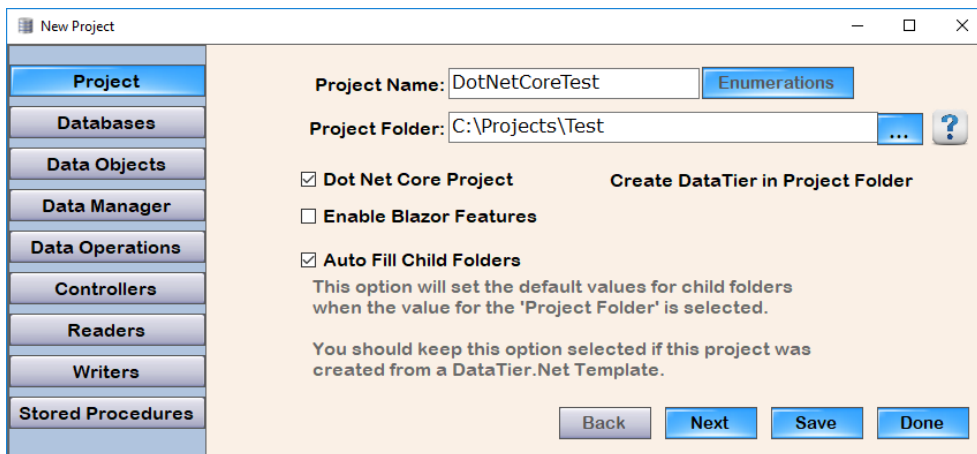 New Project
Project
Databases
Data Objects
Data Manager
Data Operations
Controllers
Readers
Writers
Stored Procedures
Project Name: DotNetCoreTest Enumerations
Project Folder: C:\Projects\Test ... ?
Dot Net Core Project Create DataTier in Project Folder
Enable Blazor Features
Auto Fill Child Folders
This option will set the default values for child folders
when the value for the 'Project Folder' is selected.
You should keep this option selected if this project was
created from a DataTier.Net Template.
Back Next Save Done